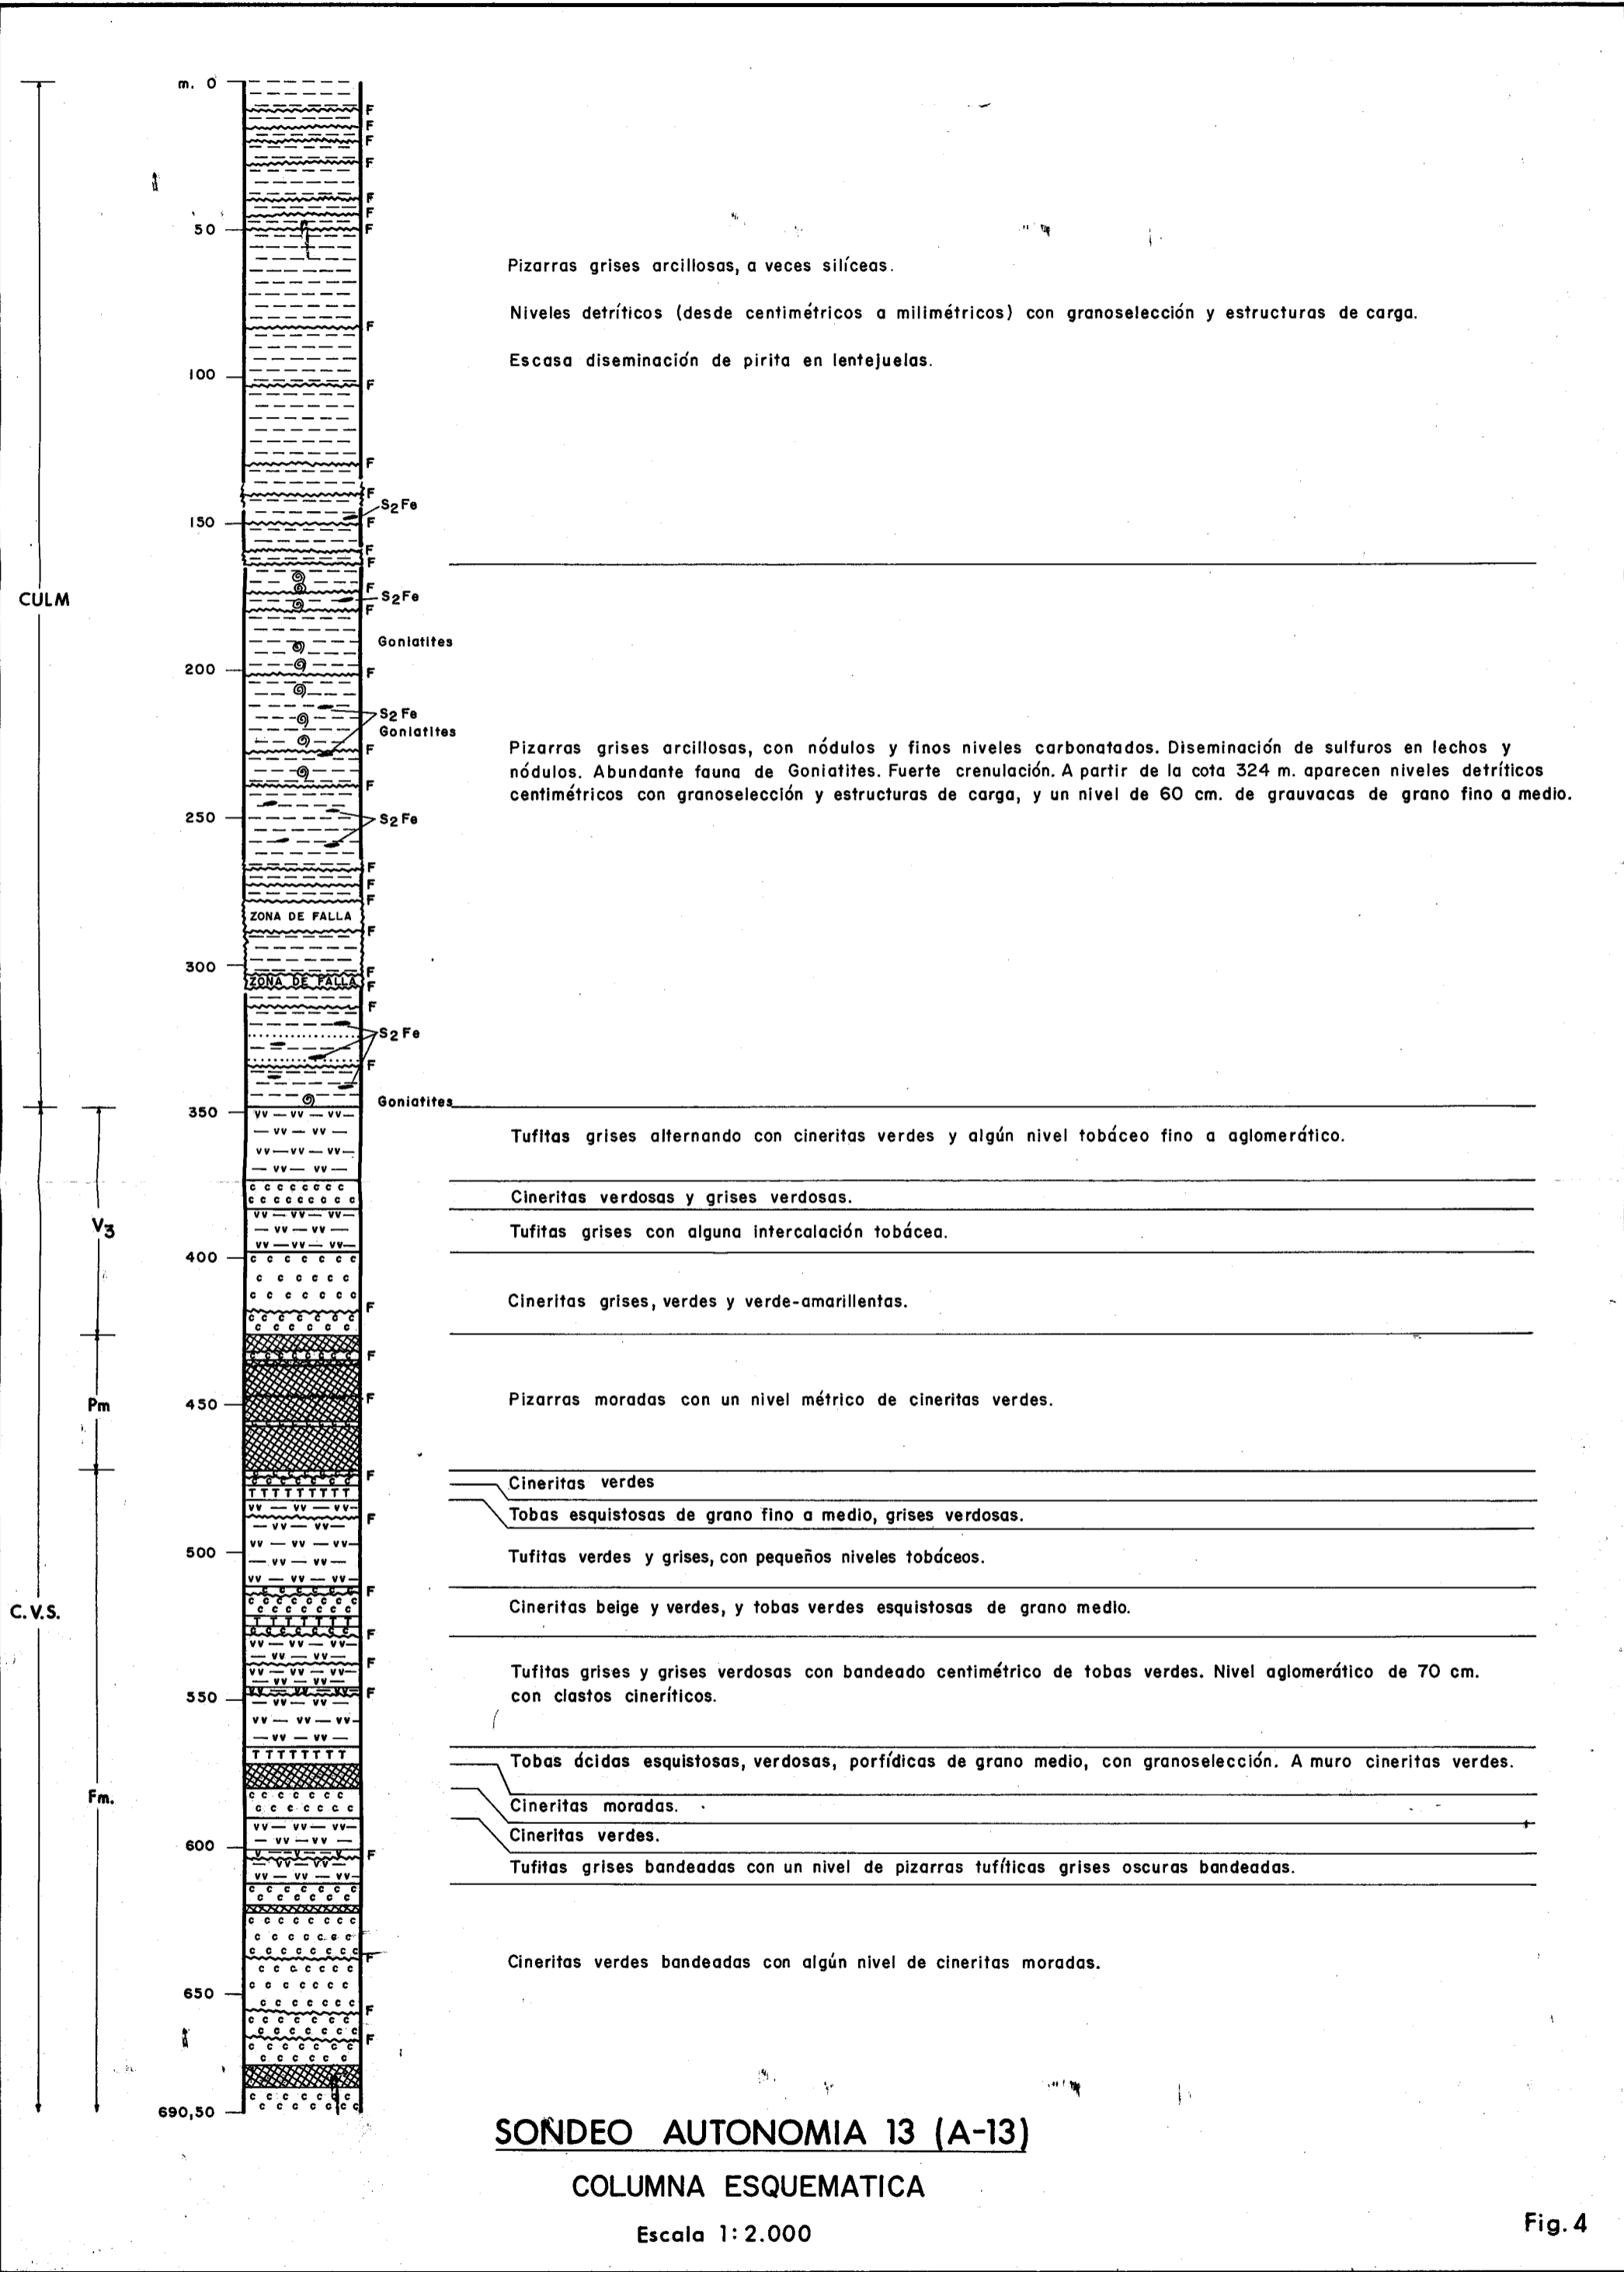 m. 0
F
F
F
F
F
F
50
F
Pizarras grises arcillosas, a veces silíceas.
Niveles detríticos (desde centimétricos a milimétricos) con granoselección y estructuras de carga.
F
Escasa diseminación de pirita en lentejuelas.
100
F
F
F
S2Fe
150
F
F
F
F
CULM
S2Fe
F
Goniatites
200
F
S2Fe
Goniatites
F
Pizarras grises arcillosas, con nódulos y finos niveles carbonatados. Diseminación de sulfuros en lechos y
nódulos. Abundante fauna de Goniatites. Fuerte crenulación. A partir de la cota 324 m. aparecen niveles detríticos
centimétricos con granoselección y estructuras de carga, y un nivel de 60 cm. de grauvacas de grano fino a medio.
F
250
S2Fe
F
F
F
ZONA DE FALLA
F
300
F
ZONA DE FALLA
F
F
S2Fe
F
Goniatites
350
Tufitas grises alternando con cineritas verdes y algún nivel tobáceo fino a aglomerático.
Cineritas verdosas y grises verdosas.
V3
Tufitas grises con alguna intercalación tobácea.
400
Cineritas grises, verdes y verde-amarillentas.
F
F
Pm
450
F
Pizarras moradas con un nivel métrico de cineritas verdes.
F
Cineritas verdes
Tobas esquistosas de grano fino a medio, grises verdosas.
F
500
Tufitas verdes y grises, con pequeños niveles tobáceos.
F
C.V.S.
Cineritas beige y verdes, y tobas verdes esquistosas de grano medio.
F
F
Tufitas grises y grises verdosas con bandeado centimétrico de tobas verdes. Nivel aglomerático de 70 cm.
con clastos cineríticos.
F
550
Tobas ácidas esquistosas, verdosas, porfídicas de grano medio, con granoselección. A muro cineritas verdes.
Fm.
Cineritas moradas.
Cineritas verdes.
600
F
Tufitas grises bandeadas con un nivel de pizarras tufíticas grises oscuras bandeadas.
F
Cineritas verdes bandeadas con algún nivel de cineritas moradas.
650
F
F
690,50
SONDEO AUTONOMIA 13 (A-13)
COLUMNA ESQUEMATICA
Escala 1:2.000
Fig. 4